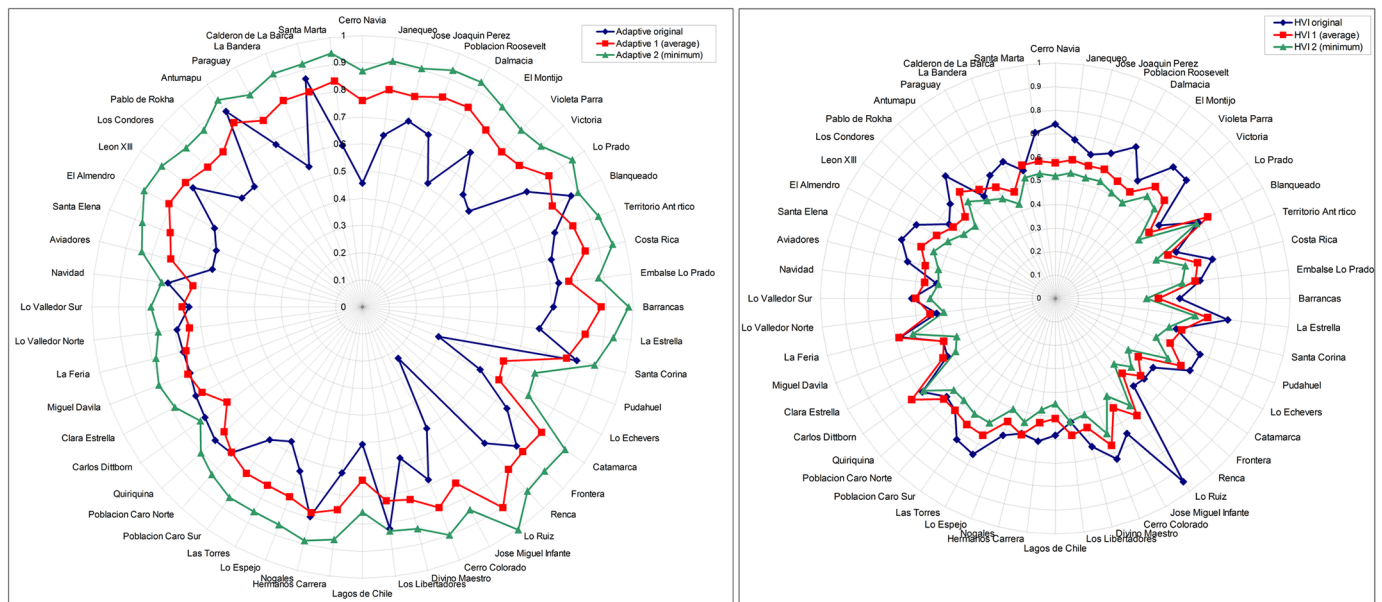 Cerro Navia
Janequeo
Jose Joaquin Perez
Poblacion Roosevelt
Dalmacia
El Montijo
Violeta Parra
Victoria
Lo Prado
Blanqueado
Territorio Ant rtico
Costa Rica
Embalse Lo Prado
Barrancas
La Estrella
Santa Corina
Pudahuel
Lo Echevers
Catamarca
Frontera
Renca
Lo Ruiz
Jose Miguel Infante
Cerro Colorado
Divino Maestro
Los Libertadores
Lagos de Chile
Hermanos Carrera
Nogales
Lo Espejo
Las Torres
Poblacion Caro Sur
Poblacion Caro Norte
Quiriquina
Carlos Dittborn
Clara Estrella
Miguel Davila
La Feria
Lo Valledor Norte
Lo Valledor Sur
Navidad
Aviadores
Santa Elena
El Almendro
Leon XIII
Los Condores
Pablo de Rokha
Antumapu
Paraguay
La Bandera
Calderon de La Barca
Santa Marta
1
0.9
0.8
0.7
0.6
0.5
0.4
0.3
0.2
0.1
0
Adaptive original
Adaptive 1 (average)
Adaptive 2 (minimum)
Cerro Navia
Janequeo
Jose Joaquin Perez
Poblacion Roosevelt
Dalmacia
El Montijo
Violeta Parra
Victoria
Lo Prado
Blanqueado
Territorio Ant rtico
Costa Rica
Embalse Lo Prado
Barrancas
La Estrella
Santa Corina
Pudahuel
Lo Echevers
Catamarca
Frontera
Renca
Lo Ruiz
Jose Miguel Infante
Cerro Colorado
Divino Maestro
Los Libertadores
Lagos de Chile
Hermanos Carrera
Nogales
Lo Espejo
Las Torres
Poblacion Caro Sur
Poblacion Caro Norte
Quiriquina
Carlos Dittborn
Clara Estrella
Miguel Davila
La Feria
Lo Valledor Norte
Lo Valledor Sur
Navidad
Aviadores
Santa Elena
El Almendro
Leon XIII
Los Condores
Pablo de Rokha
Antumapu
Paraguay
La Bandera
Calderon de La Barca
Santa Marta
1
0.9
0.8
0.7
0.6
0.5
0.4
0.3
0.2
0.1
0
HVI original
HVI 1 (average)
HVI 2 (minimum)